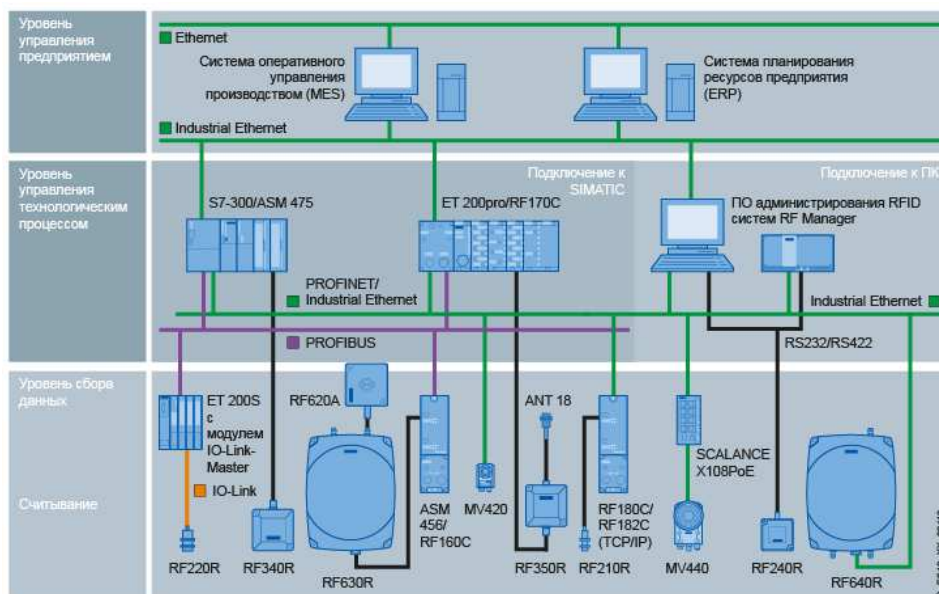 Уровень
управления
предприятием
Ethernet
Система оперативного
управления
производством (MES)
Система планирования
ресурсов предприятия
(ERP)
Industrial Ethernet
Уровень
управления
технологическим
процессом
Подключение к
SIMATIC
Подключение к ПК
S7-300/ASM 475
ET 200pro/RF170C
ПО администрирования RFID
систем RF Manager
PROFINET/
Industrial Ethernet
Industrial Ethernet
PROFIBUS
RS232/RS422
Уровень сбора
данных
Считывание
ET 200S
с
модулем
IO-Link-
Master
IO-Link
RF620A
ANT 18
SCALANCE
X108PoE
ASM
456/
RF160C
MV420
RF180C/
RF182C
(TCP/IP)
RF220R
RF340R
RF630R
RF350R
RF210R
MV440
RF240R
RF640R